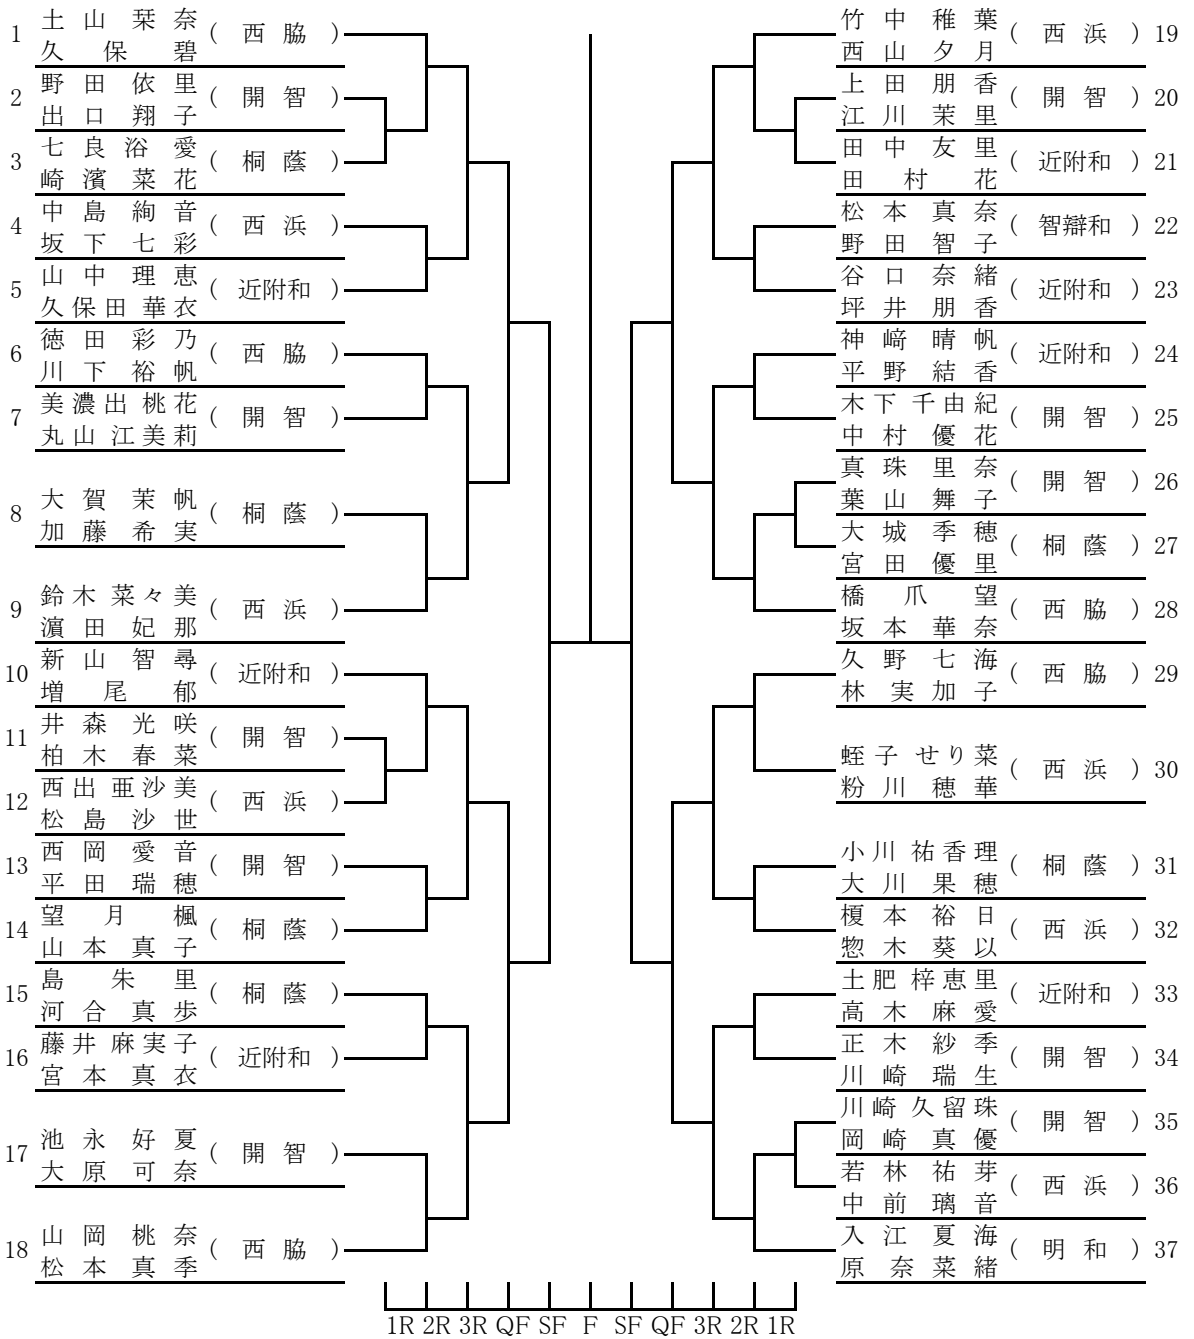 1 土山 栞奈 ( 西脇 )
久保 碧
2 野田 依里 ( 開智 )
出口 翔子
3 七良浴 愛 ( 桐蔭 )
崎濱 菜花
4 中島 絢音 ( 西浜 )
坂下 七彩
5 山中 理恵 ( 近附和 )
久保田 華衣
6 徳田 彩乃 ( 西脇 )
川下 裕帆
7 美濃出 桃花 ( 開智 )
丸山 江美莉
8 大賀 茉帆 ( 桐蔭 )
加藤 希実
9 鈴木 菜々美 ( 西浜 )
濵田 妃那
10 新山 智尋 ( 近附和 )
増尾 郁
11 井森 光咲 ( 開智 )
柏木 春菜
12 西出 亜沙美 ( 西浜 )
松島 沙世
13 西岡 愛音 ( 開智 )
平田 瑞穂
14 望月 楓 ( 桐蔭 )
山本 真子
15 島 朱里 ( 桐蔭 )
河合 真歩
16 藤井 麻実子 ( 近附和 )
宮本 真衣
17 池永 好夏 ( 開智 )
大原 可奈
18 山岡 桃奈 ( 西脇 )
松本 真季
竹中 稚葉 ( 西浜 ) 19
西山 夕月
上田 朋香 ( 開智 ) 20
江川 茉里
田中 友里 ( 近附和 ) 21
田村 花
松本 真奈 ( 智辯和 ) 22
野田 智子
谷口 奈緒 ( 近附和 ) 23
坪井 朋香
神﨑 晴帆 ( 近附和 ) 24
平野 結香
木下 千由紀 ( 開智 ) 25
中村 優花
真珠 里奈 ( 開智 ) 26
葉山 舞子
大城 季穂 ( 桐蔭 ) 27
宮田 優里
橋爪 望 ( 西脇 ) 28
坂本 華奈
久野 七海 ( 西脇 ) 29
林 実加子
蛭子 せり菜 ( 西浜 ) 30
粉川 穂華
小川 祐香理 ( 桐蔭 ) 31
大川 果穂
榎本 裕日 ( 西浜 ) 32
惣木 葵以
土肥 梓恵里 ( 近附和 ) 33
高木 麻愛
正木 紗季 ( 開智 ) 34
川崎 瑞生
川崎 久留珠 ( 開智 ) 35
岡崎 真優
若林 祐芽 ( 西浜 ) 36
中前 璃音
入江 夏海 ( 明和 ) 37
原 奈菜緒
1R 2R 3R QF SF F SF QF 3R 2R 1R